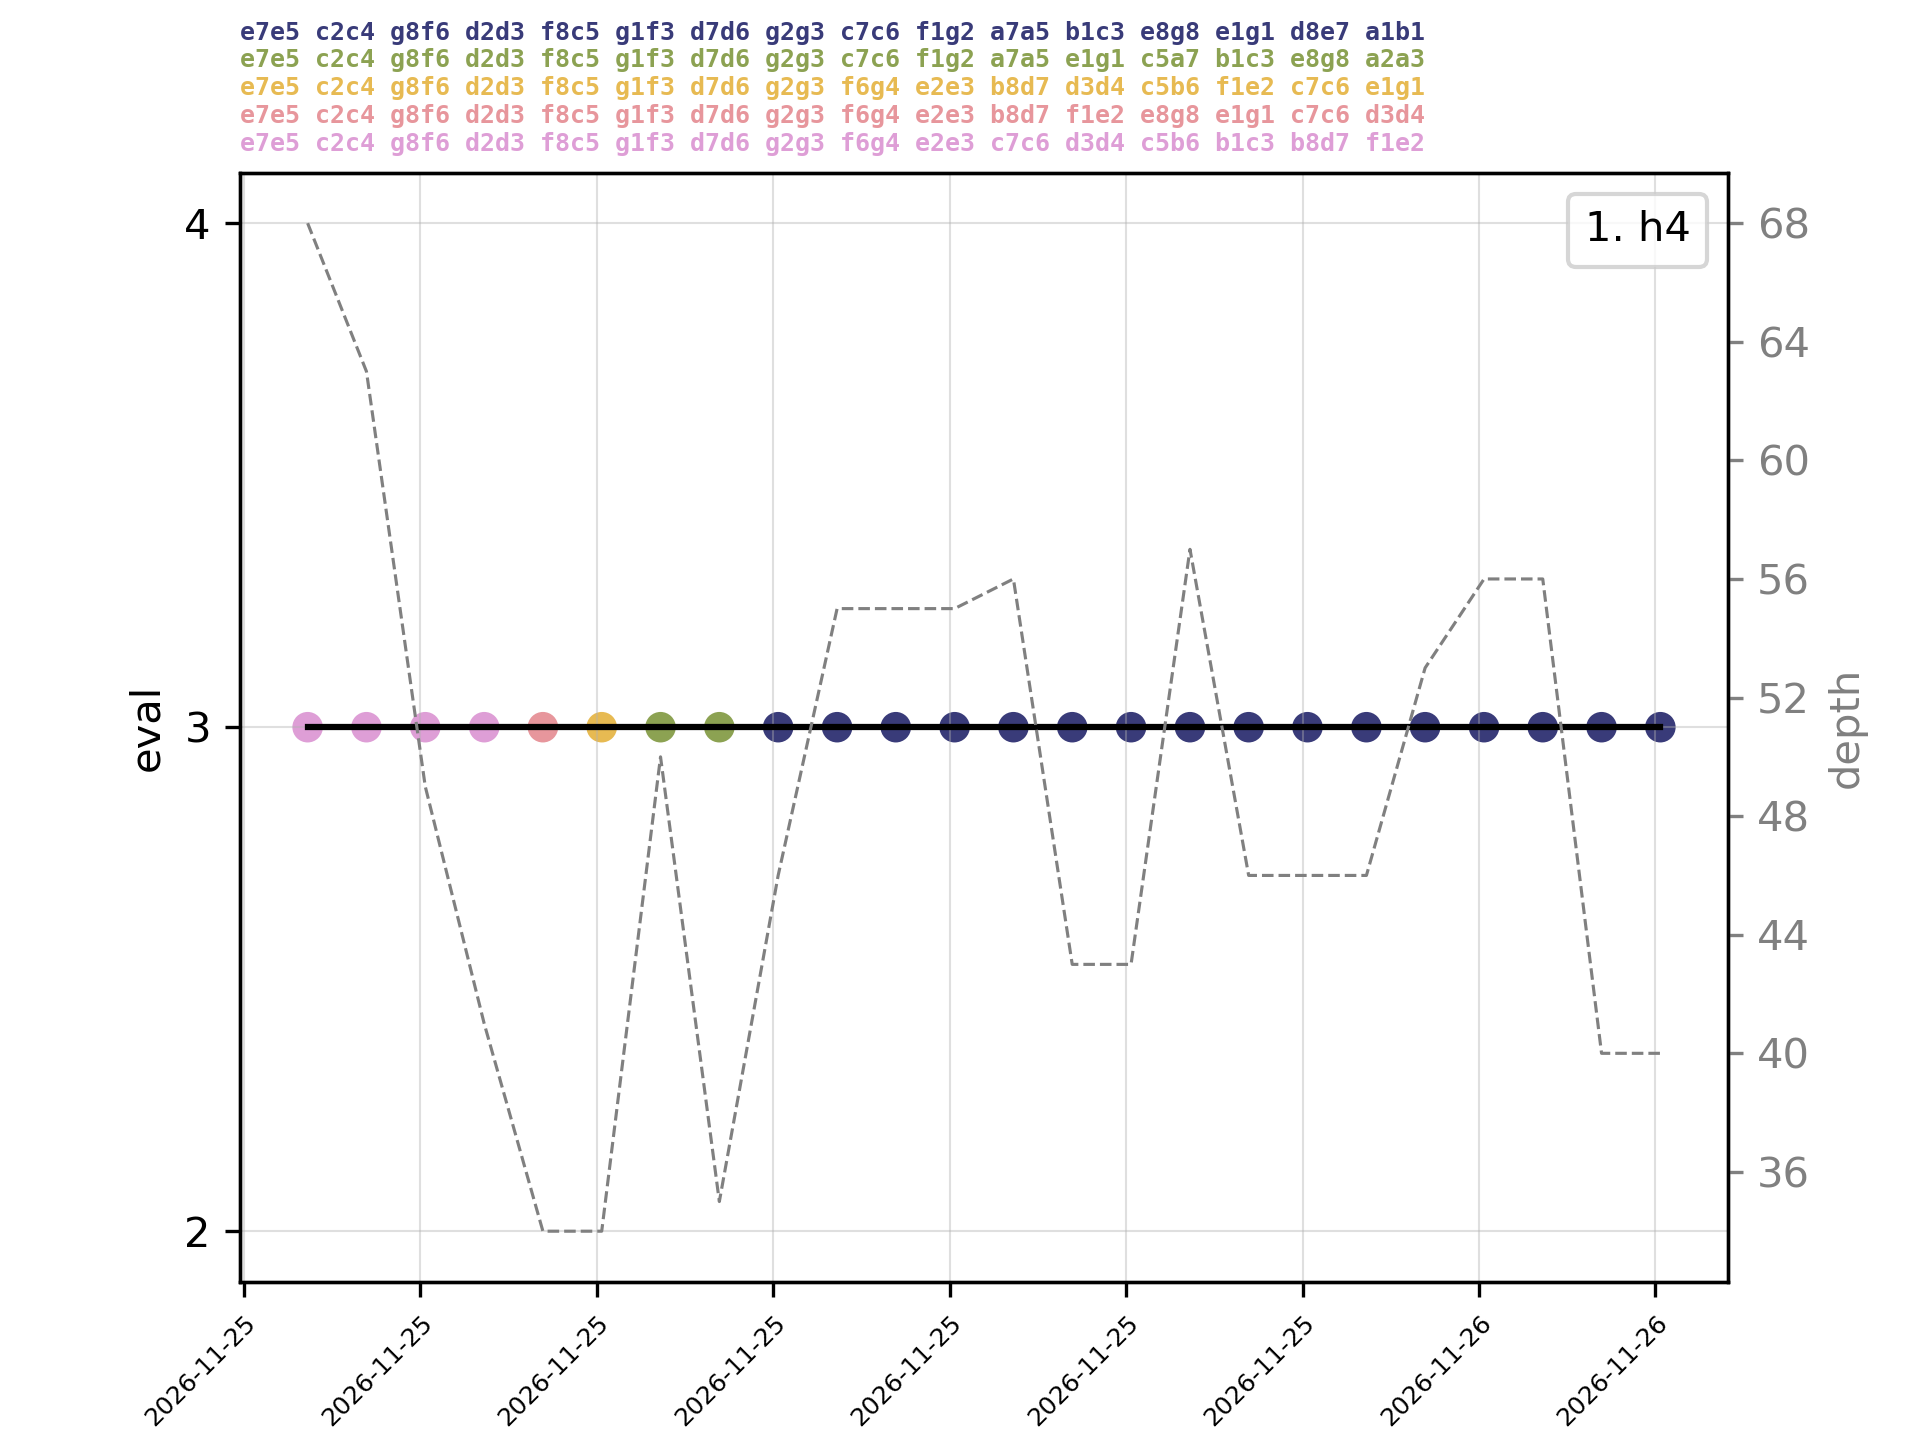 e7e5 c2c4 g8f6 d2d3 f8c5 g1f3 d7d6 g2g3 c7c6 f1g2 a7a5 b1c3 e8g8 e1g1 d8e7 a1b1
e7e5 c2c4 g8f6 d2d3 f8c5 g1f3 d7d6 g2g3 c7c6 f1g2 a7a5 e1g1 c5a7 b1c3 e8g8 a2a3
e7e5 c2c4 g8f6 d2d3 f8c5 g1f3 d7d6 g2g3 f6g4 e2e3 b8d7 d3d4 c5b6 f1e2 c7c6 e1g1
e7e5 c2c4 g8f6 d2d3 f8c5 g1f3 d7d6 g2g3 f6g4 e2e3 b8d7 f1e2 e8g8 e1g1 c7c6 d3d4
e7e5 c2c4 g8f6 d2d3 f8c5 g1f3 d7d6 g2g3 f6g4 e2e3 c7c6 d3d4 c5b6 b1c3 b8d7 f1e2
1. h4
4
3
2
eval
68
64
60
56
52
48
44
40
36
depth
2026-11-25
2026-11-25
2026-11-25
2026-11-25
2026-11-25
2026-11-25
2026-11-25
2026-11-26
2026-11-26